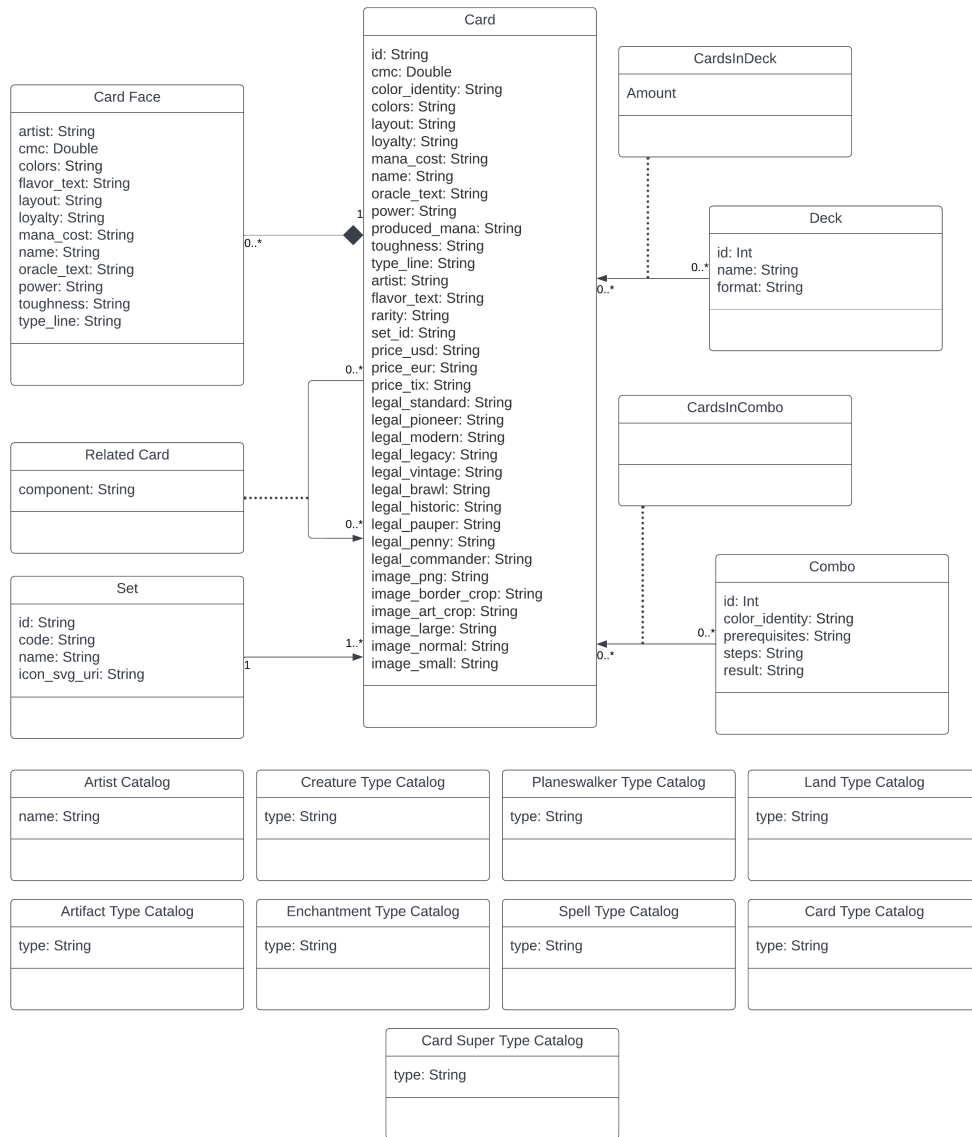 Card
id: String
cmc: Double
color_identity: String
colors: String
layout: String
loyalty: String
mana_cost: String
name: String
oracle_text: String
power: String
produced_mana: String
toughness: String
type_line: String
artist: String
flavor_text: String
rarity: String
set_id: String
price_usd: String
price_eur: String
price_tix: String
legal_standard: String
legal_pioneer: String
legal_modern: String
legal_legacy: String
legal_vintage: String
legal_brawl: String
legal_historic: String
legal_pauper: String
legal_penny: String
legal_commander: String
image_png: String
image_border_crop: String
image_art_crop: String
image_large: String
image_normal: String
image_small: String
Card Face
artist: String
cmc: Double
colors: String
flavor_text: String
layout: String
loyalty: String
mana_cost: String
name: String
oracle_text: String
power: String
toughness: String
type_line: String
0..*
1
CardsInDeck
Amount
Deck
id: Int
name: String
format: String
0..*
0..*
Related Card
component: String
0..*
0..*
CardsInCombo
Combo
id: Int
color_identity: String
prerequisites: String
steps: String
result: String
0..*
0..*
Set
id: String
code: String
name: String
icon_svg_uri: String
1
1..*
Artist Catalog
name: String
Creature Type Catalog
type: String
Planeswalker Type Catalog
type: String
Land Type Catalog
type: String
Artifact Type Catalog
type: String
Enchantment Type Catalog
type: String
Spell Type Catalog
type: String
Card Type Catalog
type: String
Card Super Type Catalog
type: String